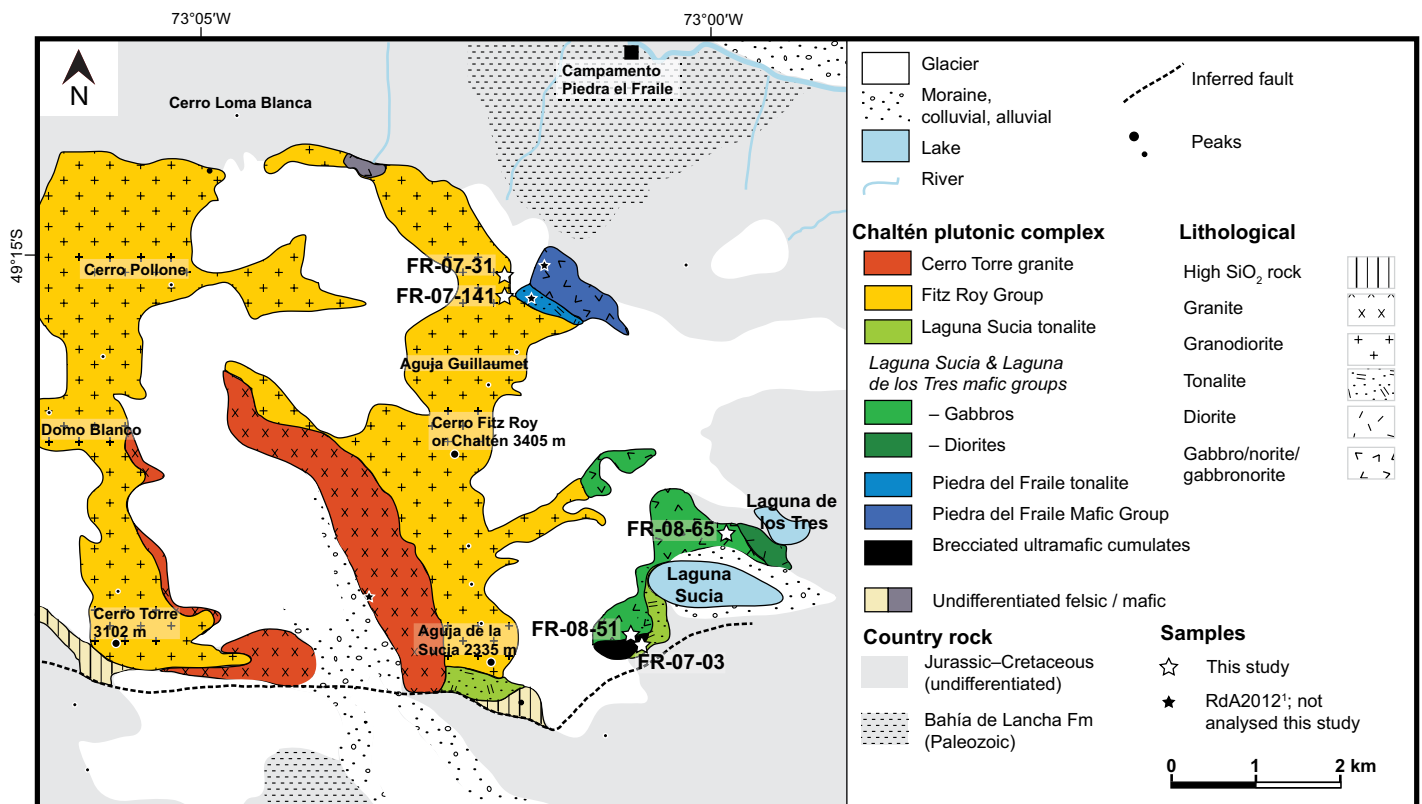 73°05'W
73°00'W
49°15'S
N
Cerro Loma Blanca
Campamento
Piedra el Fraile
Cerro Pollone
FR-07-31
FR-07-141
Aguja Guillaumet
Domo Blanco
Cerro Fitz Roy
or Chaltén 3405 m
Laguna de
los Tres
FR-08-65
Laguna
Sucia
Cerro Torre
3102 m
Aguja de la
Sucia 2335 m
FR-08-51
FR-07-03
Glacier
Moraine,
colluvial, alluvial
Lake
River
Inferred fault
Peaks
Chaltén plutonic complex
Cerro Torre granite
Fitz Roy Group
Laguna Sucia tonalite
Laguna Sucia & Laguna
de los Tres mafic groups
– Gabbros
– Diorites
Piedra del Fraile tonalite
Piedra del Fraile Mafic Group
Brecciated ultramafic cumulates
Undifferentiated felsic / mafic
Country rock
Jurassic–Cretaceous
(undifferentiated)
Bahía de Lancha Fm
(Paleozoic)
Lithological
High SiO2 rock
Granite
Granodiorite
Tonalite
Diorite
Gabbro/norite/
gabbronorite
Samples
This study
RdA2012¹; not
analysed this study
0 1 2 km